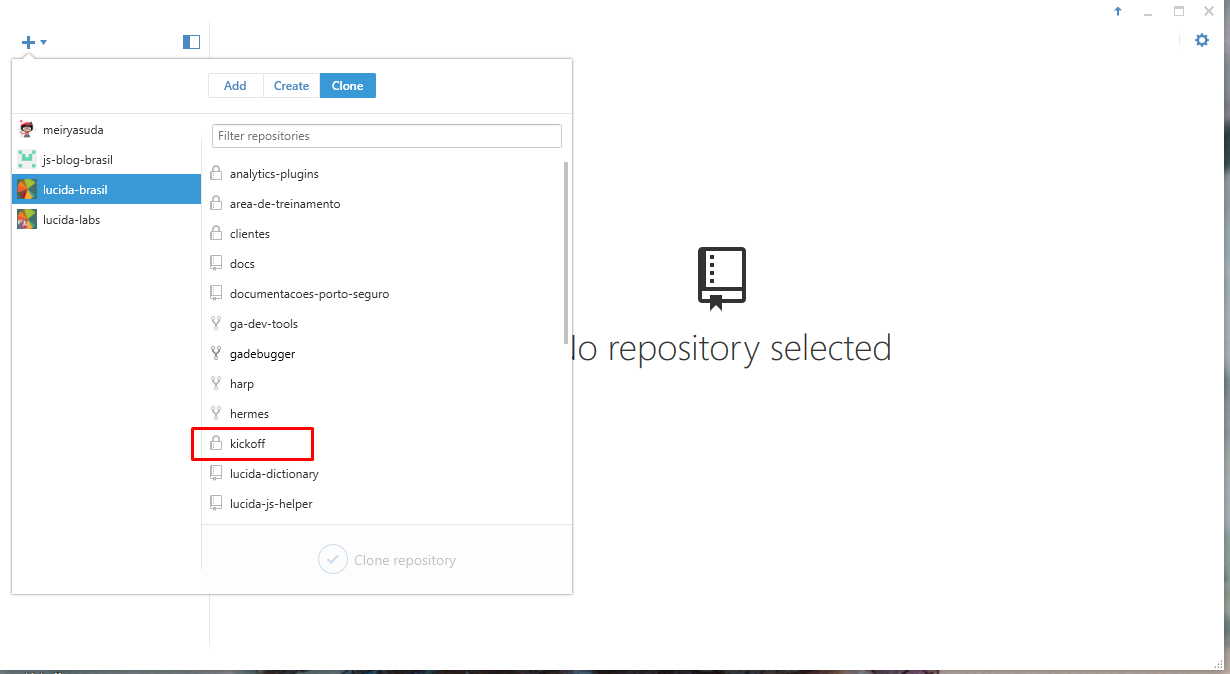 Add Create Clone
meiryasuda
js-blog-brasil
lucida-brasil
lucida-labs
Filter repositories
analytics-plugins
area-de-treinamento
clientes
docs
documentacoes-porto-seguro
ga-dev-tools
gadebugger
harp
hermes
kickoff
lucida-dictionary
lucida-js-helper
Clone repository
repository selected